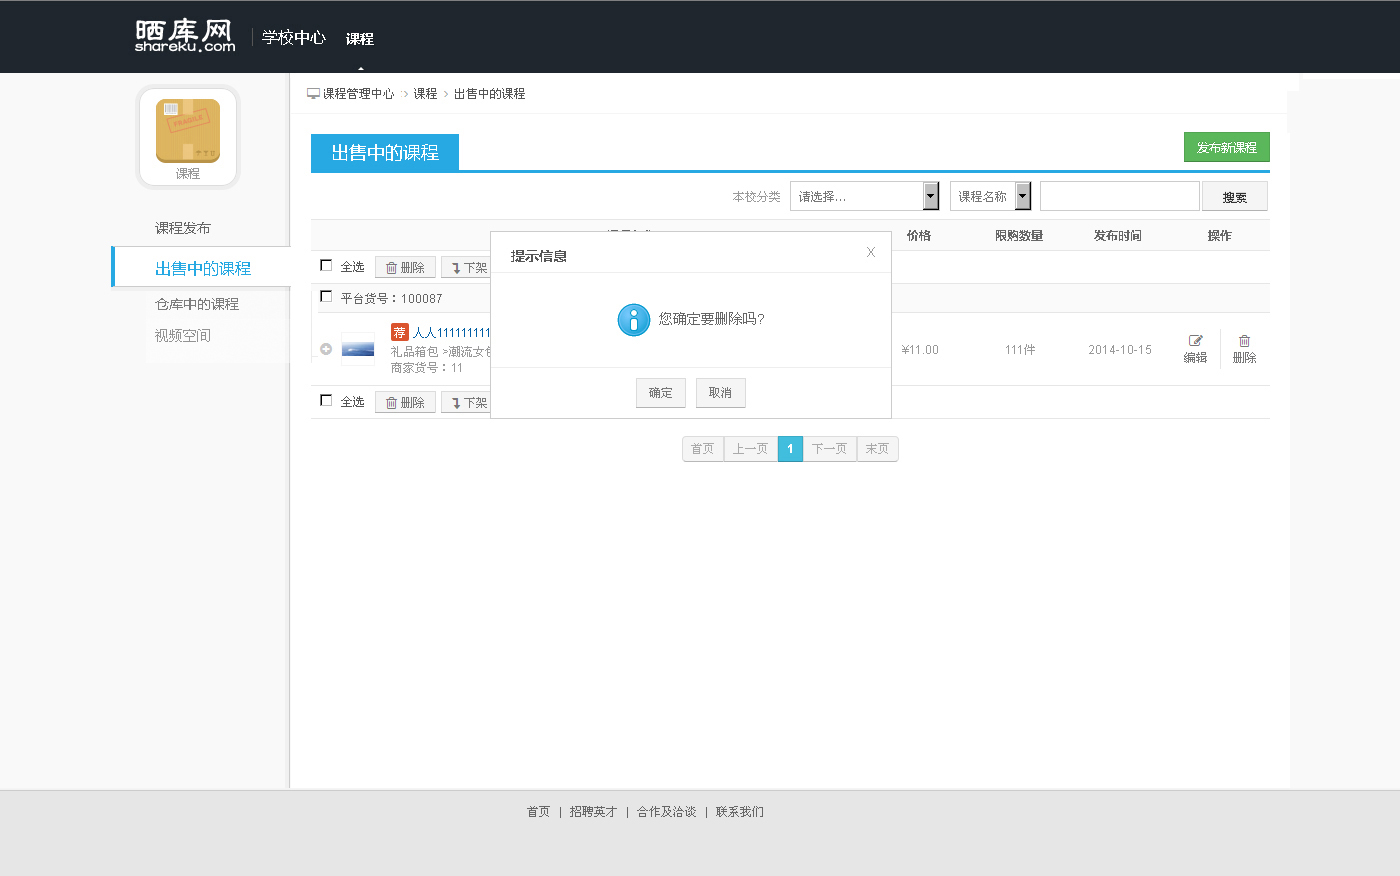 晒库网
shareku.com
学校中心 课程
课程管理中心 > 课程 > 出售中的课程
FRAGILE
课程
课程发布
出售中的课程
仓库中的课程
视频空间
出售中的课程
发布新课程
本校分类 请选择... 课程名称 搜索
价格 限购数量 发布时间 操作
全选 删除 下架
平台货号：100087
荐 人人111111111
礼品箱包 >潮流女包
商家货号：11
¥11.00 111件 2014-10-15 编辑 删除
全选 删除 下架
提示信息 X
您确定要删除吗?
确定 取消
首页 上一页 1 下一页 末页
首页 | 招聘英才 | 合作及洽谈 | 联系我们